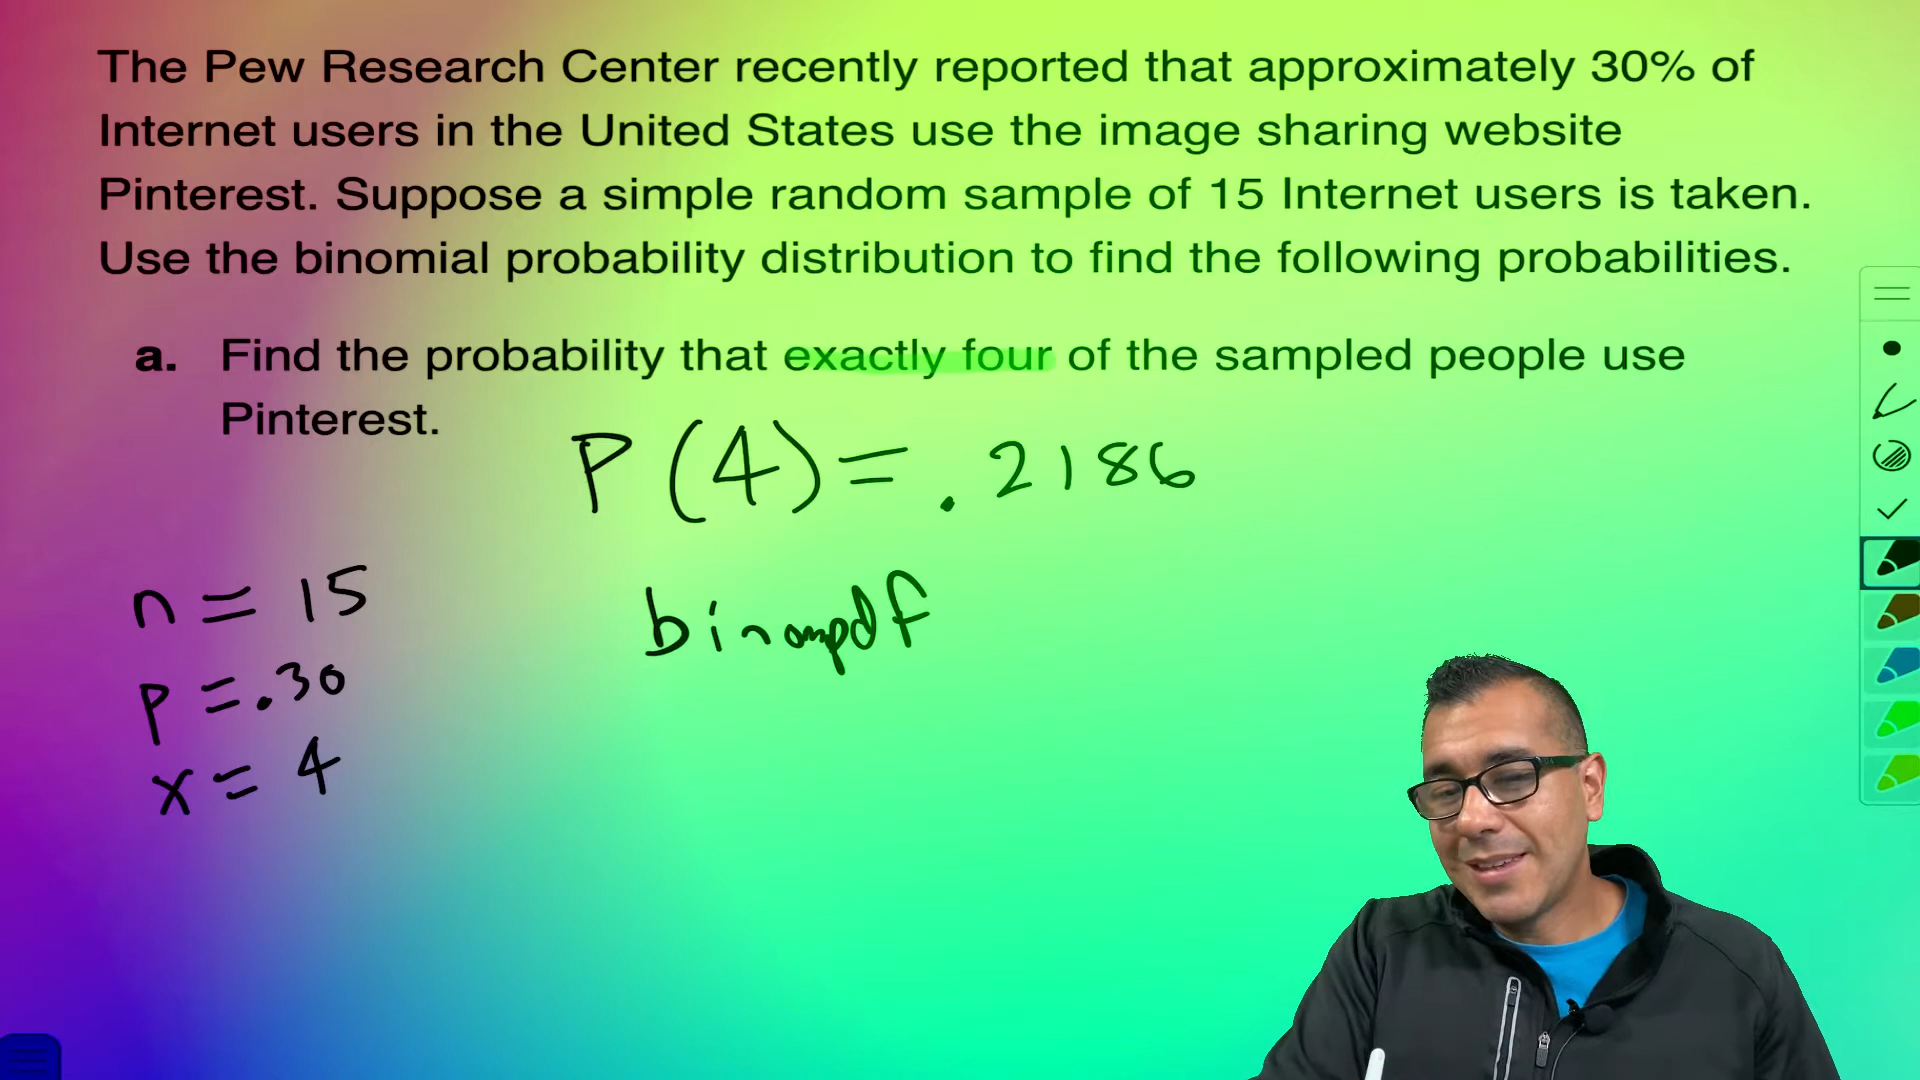 The Pew Research Center recently reported that approximately 30% of
Internet users in the United States use the image sharing website
Pinterest. Suppose a simple random sample of 15 Internet users is taken.
Use the binomial probability distribution to find the following probabilities.
a. Find the probability that exactly four of the sampled people use
Pinterest.
P (4) = .2186
n = 15
binompdf
p = .30
x = 4